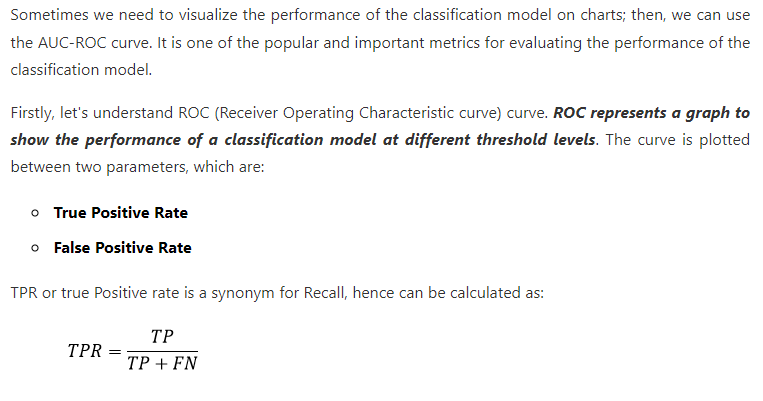 Sometimes we need to visualize the performance of the classification model on charts; then, we can use
the AUC-ROC curve. It is one of the popular and important metrics for evaluating the performance of the
classification model.
Firstly, let's understand ROC (Receiver Operating Characteristic curve) curve. ROC represents a graph to
show the performance of a classification model at different threshold levels. The curve is plotted
between two parameters, which are:
True Positive Rate
False Positive Rate
TPR or true Positive rate is a synonym for Recall, hence can be calculated as:
TPR = TP / TP + FN